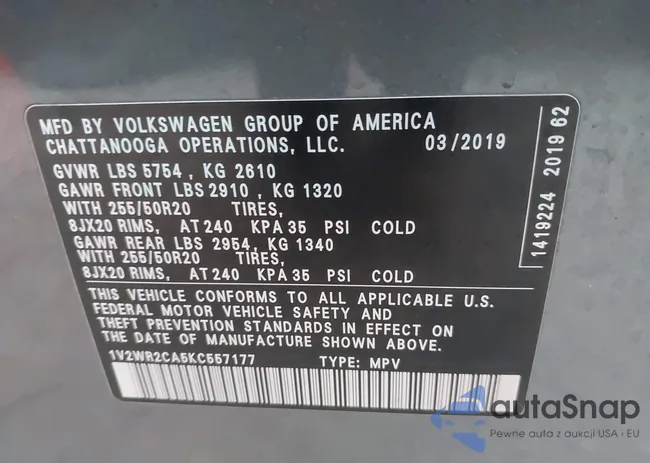 MFD BY VOLKSWAGEN GROUP OF AMERICA
CHATTANOOGA OPERATIONS, LLC. 03/2019
GVWR LBS 5754 , KG 2610
GAWR FRONT LBS 2910 , KG 1320
WITH 255/50R20 TIRES,
8JX20 RIMS, AT 240 KPA 35 PSI COLD
GAWR REAR LBS 2954, KG 1340
WITH 255/50R20 TIRES,
8JX20 RIMS, AT 240 KPA 35 PSI COLD
THIS VEHICLE CONFORMS TO ALL APPLICABLE U.S.
FEDERAL MOTOR VEHICLE SAFETY AND
THEFT PREVENTION STANDARDS IN EFFECT ON
THE DATE OF MANUFACTURE SHOWN ABOVE.
1V2WR2CA5KC557177 TYPE: MPV
1419224 2019 62
autaSnap
Pewne auta z aukcji USA i EU